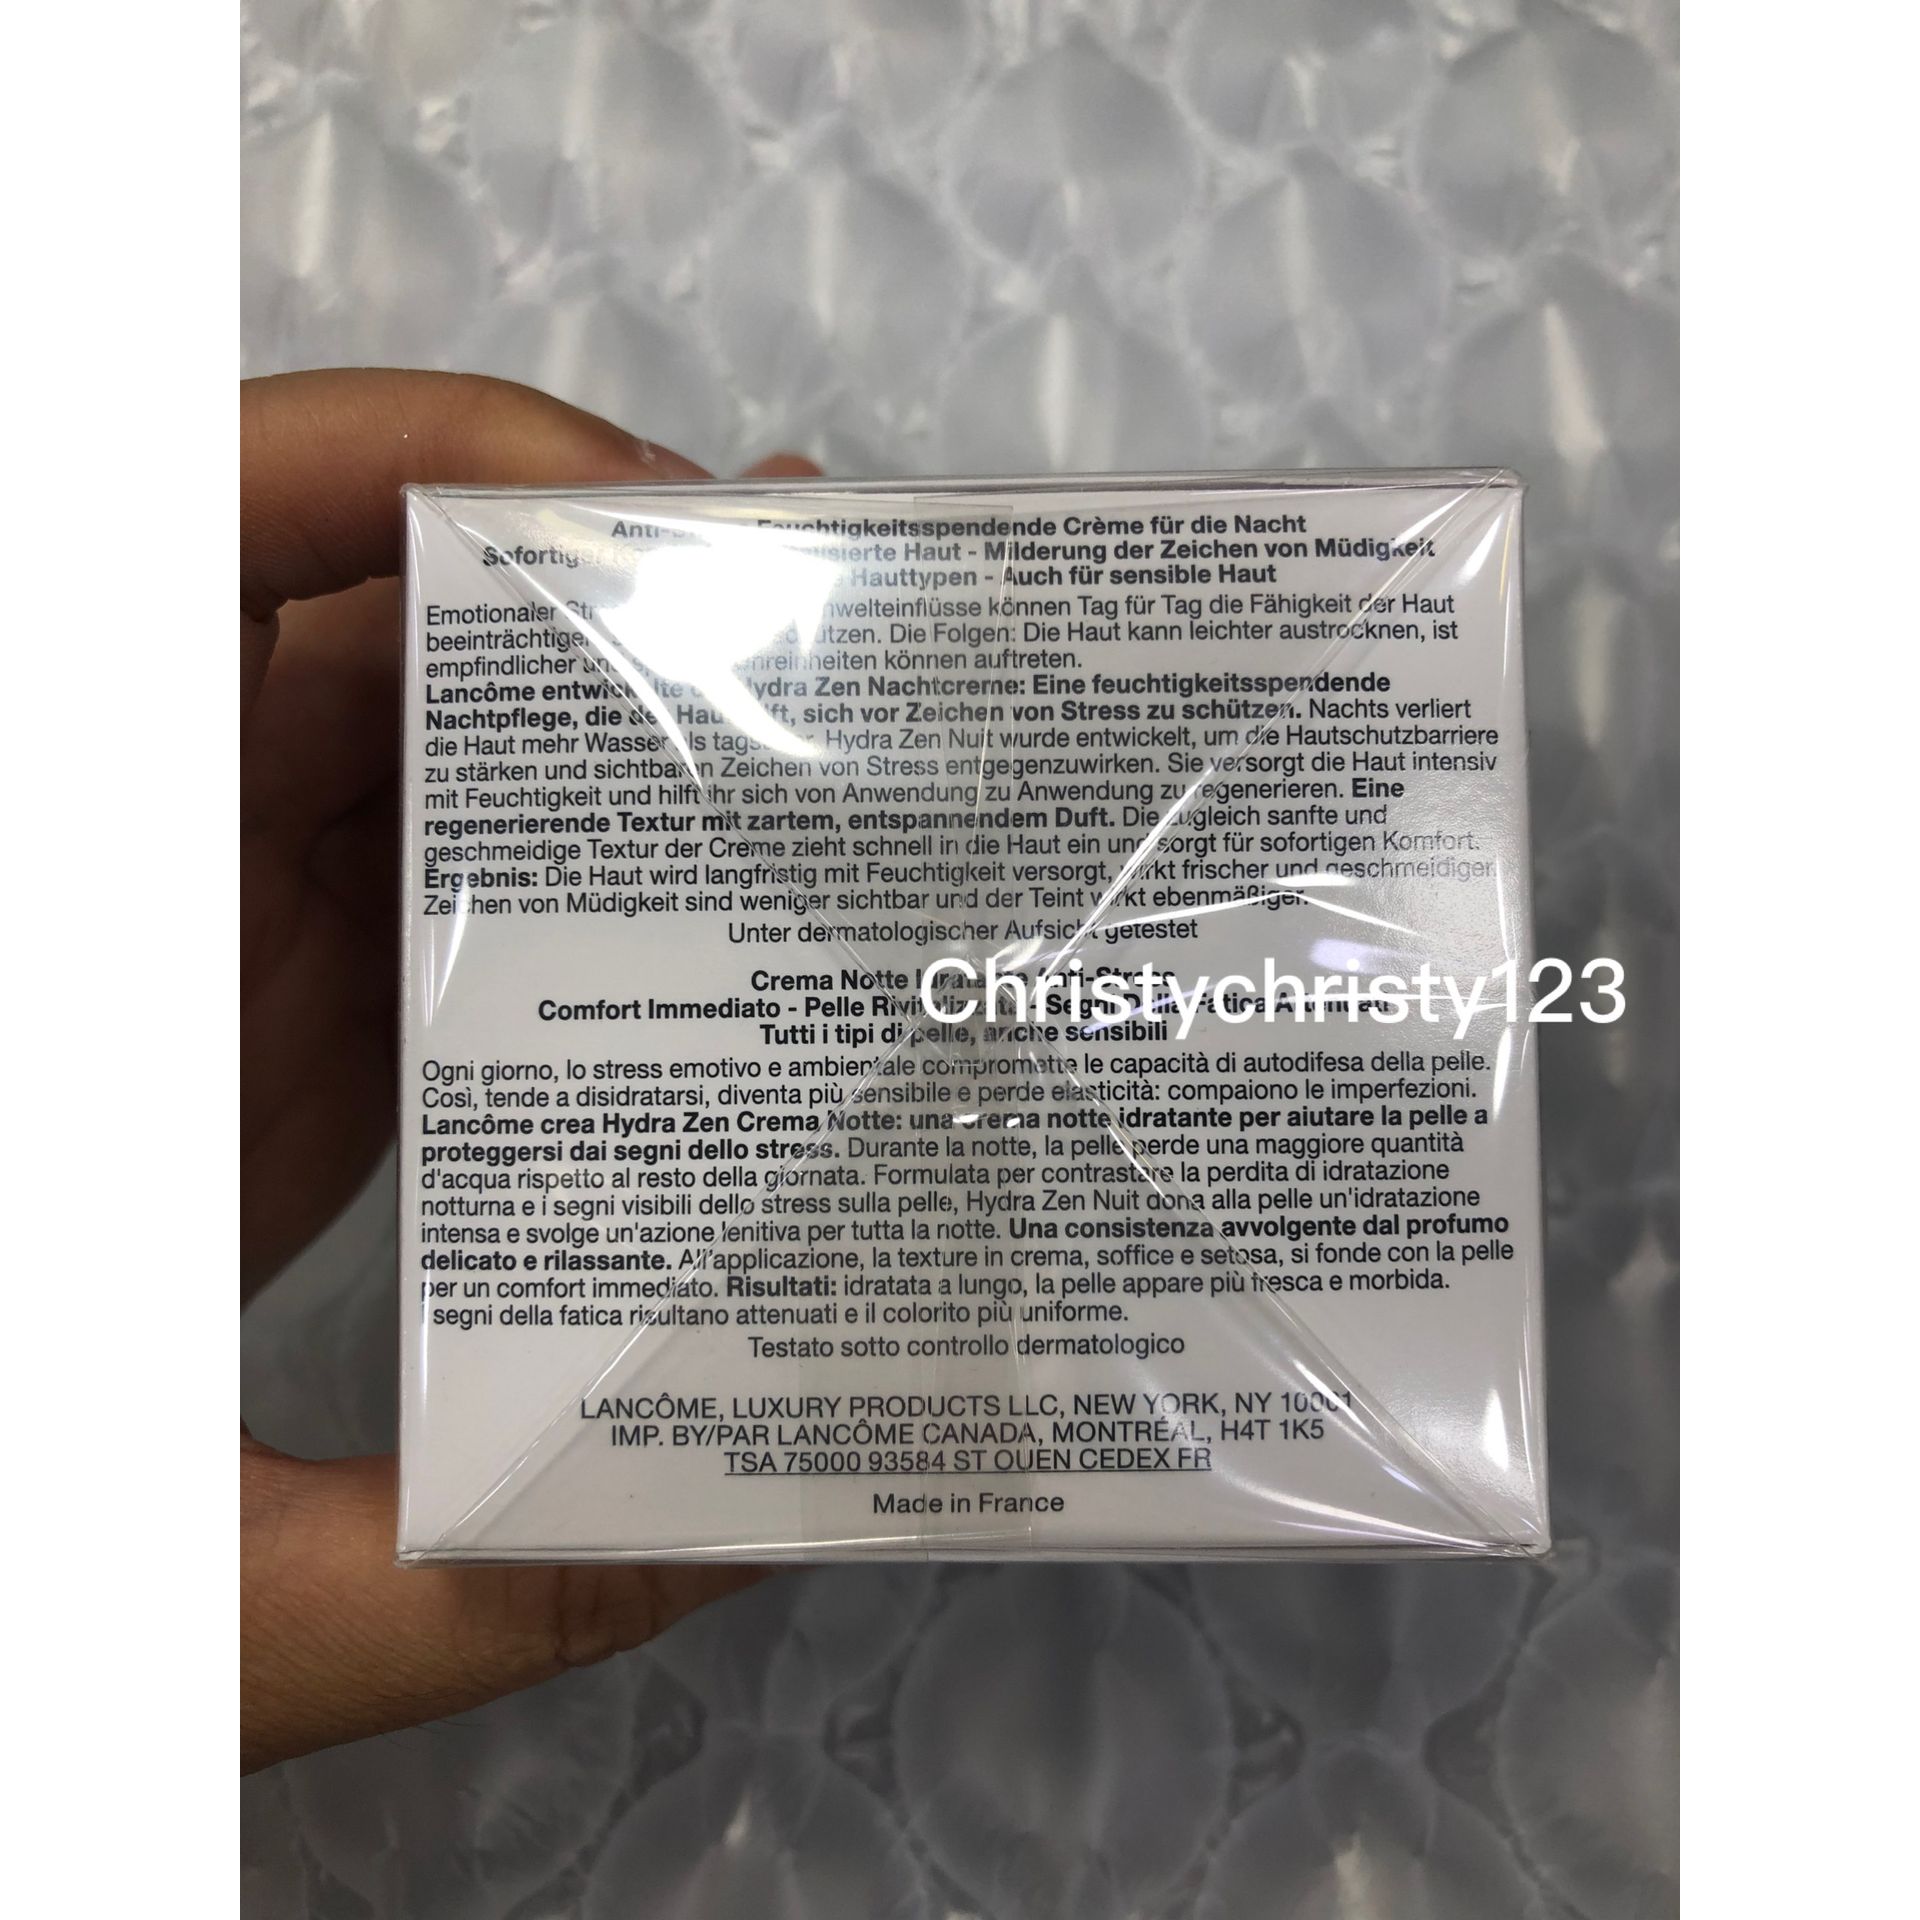 Feuchtigkeitsspendende Crème für die Nacht
Haut - Milderung der Zeichen von Müdigkeit
Hauttypen - Auch für sensible Haut
Emotionaler können Tag für Tag die Fähigkeit der Haut
Die Folgen: Die Haut kann leichter austrocknen, ist
empfindlicher können auftreten.
Lancôme Hydra Zen Nachtcreme: Eine feuchtigkeitsspendende
Nachtpflege, die sich vor Zeichen von Stress zu schützen. Nachts verliert
die Haut mehr Wasser als Hydra Zen Nuit wurde entwickelt, um die Hautschutzbarriere
zu stärken und sichtbaren Zeichen von Stress entgegenzuwirken. Sie versorgt die Haut intensiv
mit Feuchtigkeit und hilft ihr sich von Anwendung zu Anwendung zu regenerieren. Eine
regenerierende Textur mit zartem, entspannendem Duft. Die zugleich sanfte und
geschmeidige Textur der Creme zieht schnell in die Haut ein und sorgt für sofortigen Komfort.
Ergebnis: Die Haut wird langfristig mit Feuchtigkeit versorgt, wirkt frischer und geschmeidiger.
Zeichen von Müdigkeit sind weniger sichtbar und der Teint wirkt ebenmäßiger.
Unter dermatologischer Aufsicht getestet
Crema Notte Idratante Anti-Stress
Christychristy123
Comfort Immediato - Pelle Rivitalizzata - Segni Della Fatica Attenuati
Tutti i tipi di pelle, anche sensibili
Ogni giorno, lo stress emotivo e ambientale compromette le capacità di autodifesa della pelle.
Così, tende a disidratarsi, diventa più sensibile e perde elasticità: compaiono le imperfezioni.
Lancôme crea Hydra Zen Crema Notte: una crema notte idratante per aiutare la pelle a
proteggersi dai segni dello stress. Durante la notte, la pelle perde una maggiore quantità
d'acqua rispetto al resto della giornata. Formulata per contrastare la perdita di idratazione
notturna e i segni visibili dello stress sulla pelle, Hydra Zen Nuit dona alla pelle un'idratazione
intensa e svolge un'azione lenitiva per tutta la notte. Una consistenza avvolgente dal profumo
delicato e rilassante. All'applicazione, la texture in crema, soffice e setosa, si fonde con la pelle
per un comfort immediato. Risultati: idratata a lungo, la pelle appare più fresca e morbida.
I segni della fatica risultano attenuati e il colorito più uniforme.
Testato sotto controllo dermatologico
LANCÔME, LUXURY PRODUCTS LLC, NEW YORK, NY 10001
IMP. BY/PAR LANCÔME CANADA, MONTRÉAL, H4T 1K5
TSA 75000 93584 ST OUEN CEDEX FR
Made in France